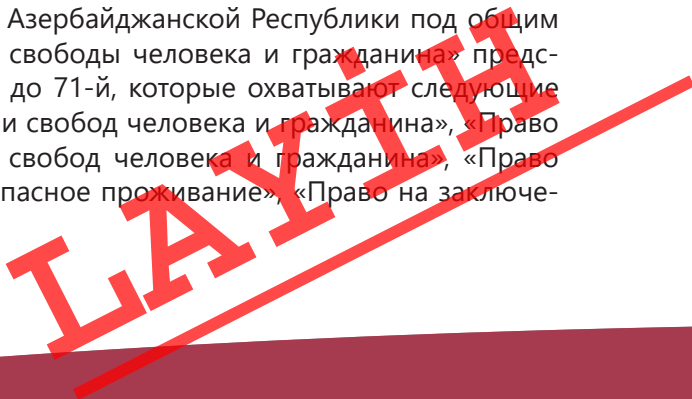 Азербайджанской Республики под общим
свободы человека и гражданина» предс-
до 71-й, которые охватывают следующие
и свобод человека и гражданина», «Право
свобод человека и гражданина», «Право
пасное проживание», «Право на заключе-
LAYİH